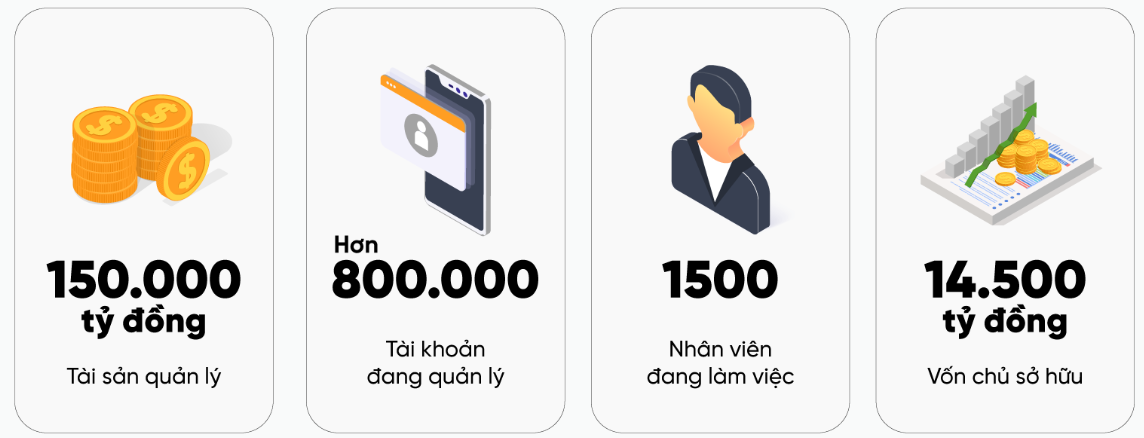 150.000
tỷ đồng
Tài sản quản lý
Hơn
800.000
Tài khoản
đang quản lý
1500
Nhân viên
đang làm việc
14.500
tỷ đồng
Vốn chủ sở hữu